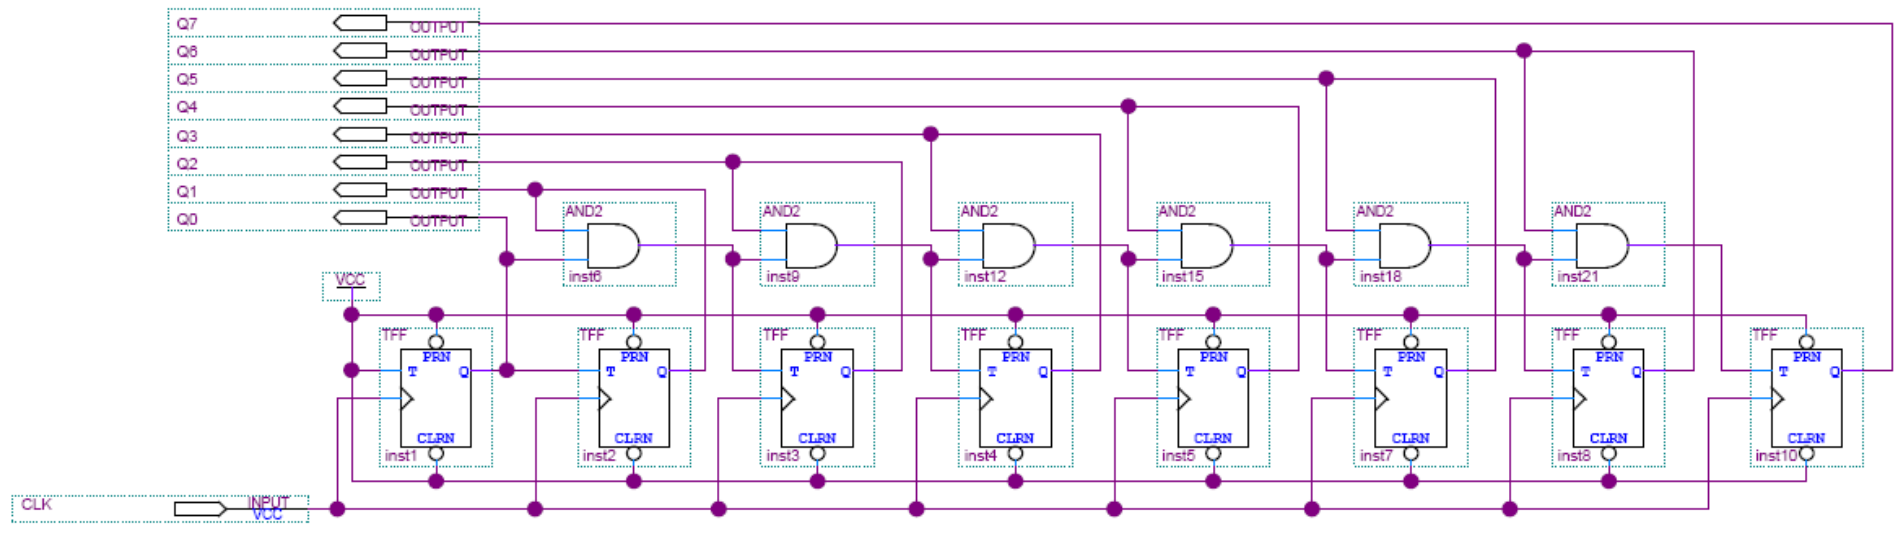 Q7 OUTPUT
Q6 OUTPUT
Q5 OUTPUT
Q4 OUTPUT
Q3 OUTPUT
Q2 OUTPUT
Q1 OUTPUT
Q0 OUTPUT
AND2 AND2 AND2 AND2 AND2 AND2
inst6 inst9 inst12 inst15 inst18 inst21
VCC
TFF TFF TFF TFF TFF TFF TFF TFF
PRN PRN PRN PRN PRN PRN PRN PRN
T Q T Q T Q T Q T Q T Q T Q T Q
CLRN CLRN CLRN CLRN CLRN CLRN CLRN CLRN
inst1 inst2 inst3 inst4 inst5 inst7 inst8 inst10
CLK INPUT
VCC